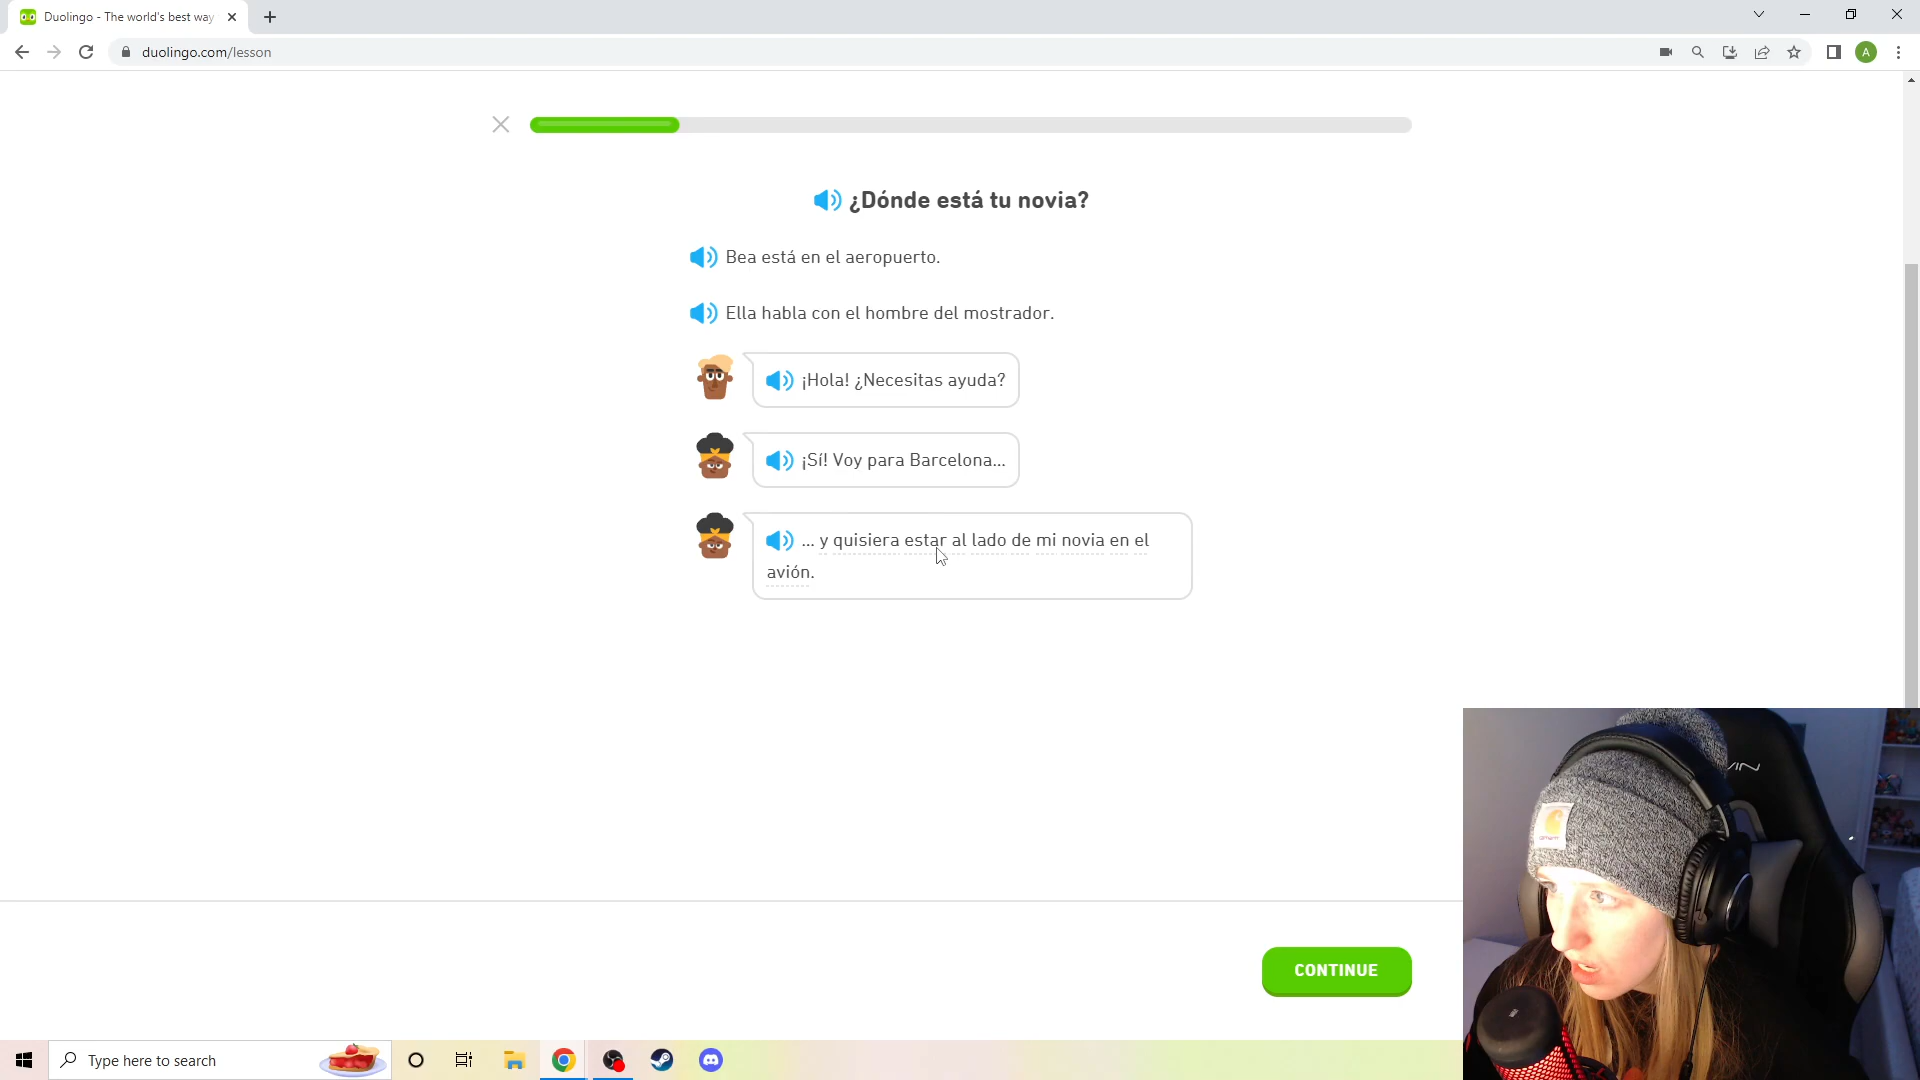 Duolingo - The world's best way
duolingo.com/lesson
A
¿Dónde está tu novia?
Bea está en el aeropuerto.
Ella habla con el hombre del mostrador.
¡Hola! ¿Necesitas ayuda?
¡Sí! Voy para Barcelona...
... y quisiera estar al lado de mi novia en el
avión.
CONTINUE
Type here to search